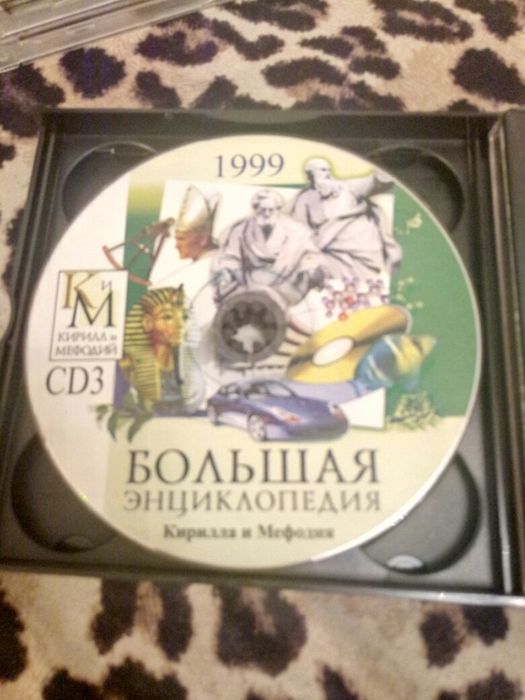 1999
К и
М
КИРИЛЛ и
МЕФОДИЙ
CD3
БОЛЬШАЯ
ЭНЦИКЛОПЕДИЯ
Кирилла и Мефодия